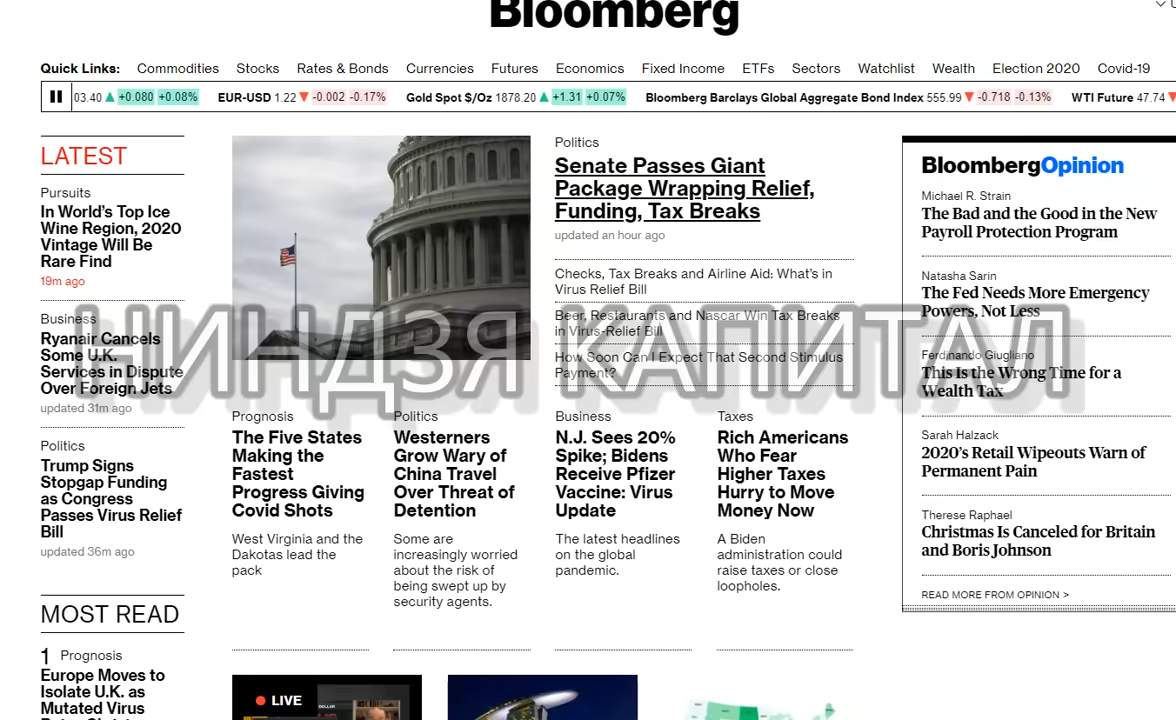 Bloomberg
Quick Links: Commodities Stocks Rates & Bonds Currencies Futures Economics Fixed Income ETFs Sectors Watchlist Wealth Election 2020 Covid-19
03.40 ▲ +0.080 +0.08% EUR-USD 1.22 ▼ -0.002 -0.17% Gold Spot $/Oz 1878.20 ▲ +1.31 +0.07% Bloomberg Barclays Global Aggregate Bond Index 555.99 ▼ -0.718 -0.13% WTI Future 47.74 ▼
LATEST
Pursuits
In World's Top Ice
Wine Region, 2020
Vintage Will Be
Rare Find
19m ago
Business
Ryanair Cancels
Some U.K.
Services in Dispute
Over Foreign Jets
updated 31m ago
Politics
Trump Signs
Stopgap Funding
as Congress
Passes Virus Relief
Bill
updated 36m ago
MOST READ
1 Prognosis
Europe Moves to
Isolate U.K. as
Mutated Virus
Politics
Senate Passes Giant
Package Wrapping Relief,
Funding, Tax Breaks
updated an hour ago
Checks, Tax Breaks and Airline Aid: What's in
Virus Relief Bill
Beer, Restaurants and Nascar Win Tax Breaks
in Virus-Relief Bill
How Soon Can I Expect That Second Stimulus
Payment?
НИНДЗЯ КАПИТАЛ
Prognosis
The Five States
Making the
Fastest
Progress Giving
Covid Shots
West Virginia and the
Dakotas lead the
pack
Politics
Westerners
Grow Wary of
China Travel
Over Threat of
Detention
Some are
increasingly worried
about the risk of
being swept up by
security agents.
Business
N.J. Sees 20%
Spike; Bidens
Receive Pfizer
Vaccine: Virus
Update
The latest headlines
on the global
pandemic.
Taxes
Rich Americans
Who Fear
Higher Taxes
Hurry to Move
Money Now
A Biden
administration could
raise taxes or close
loopholes.
LIVE
BloombergOpinion
Michael R. Strain
The Bad and the Good in the New
Payroll Protection Program
Natasha Sarin
The Fed Needs More Emergency
Powers, Not Less
Ferdinando Giugliano
This Is the Wrong Time for a
Wealth Tax
Sarah Halzack
2020's Retail Wipeouts Warn of
Permanent Pain
Therese Raphael
Christmas Is Canceled for Britain
and Boris Johnson
READ MORE FROM OPINION >